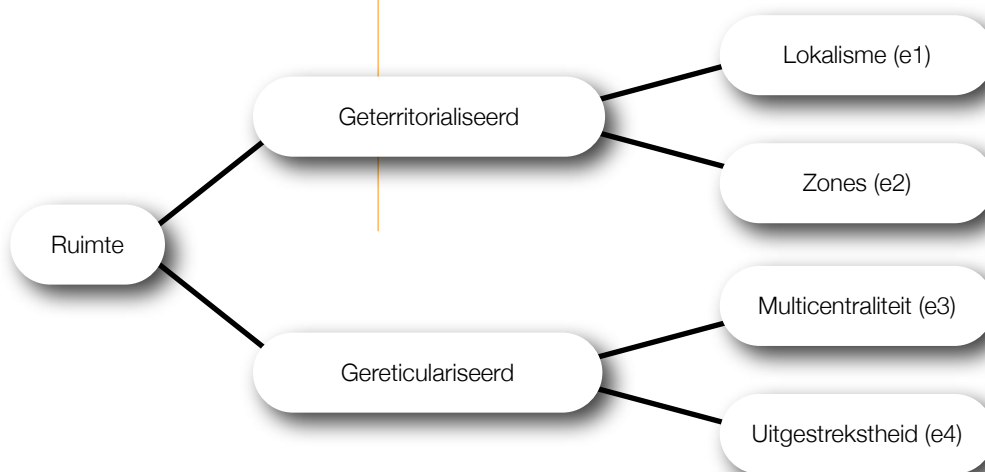 Lokalisme (e1)
Geterritorialiseerd
Zones (e2)
Ruimte
Multicentraliteit (e3)
Gereticulariseerd
Uitgestrekstheid (e4)